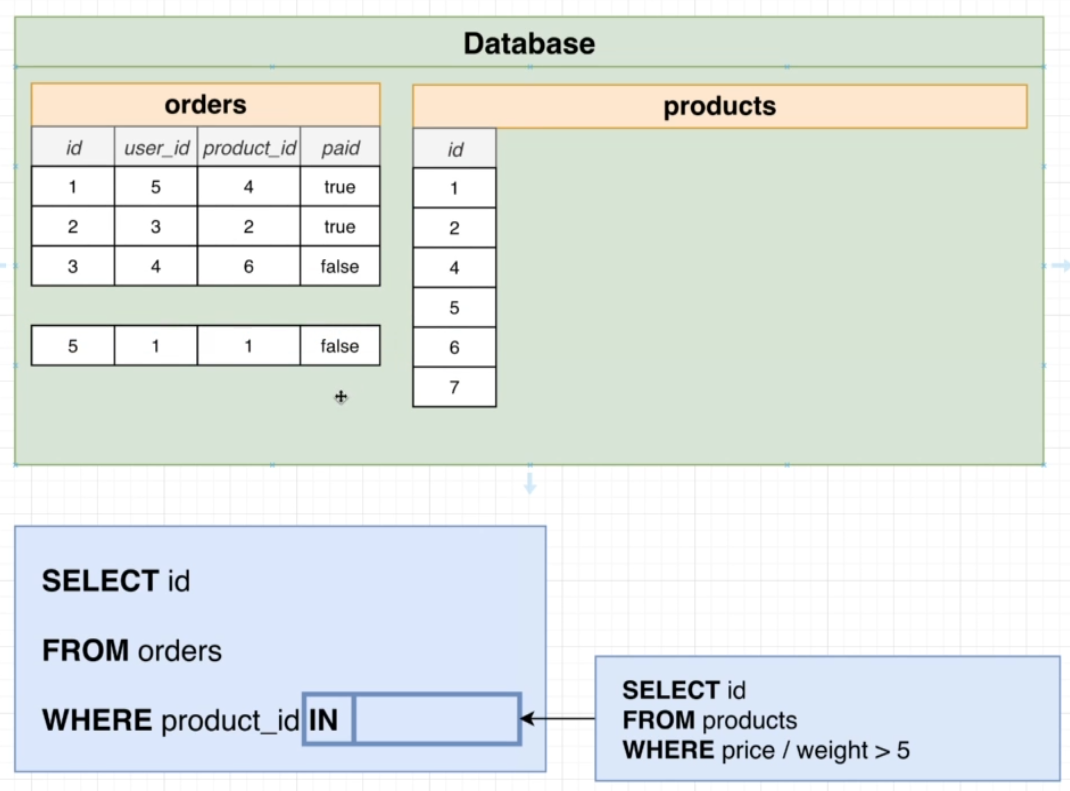 Database
orders
id user_id product_id paid
1 5 4 true
2 3 2 true
3 4 6 false
5 1 1 false
products
id
1
2
4
5
6
7
SELECT id
FROM orders
WHERE product_id IN
SELECT id
FROM products
WHERE price / weight > 5